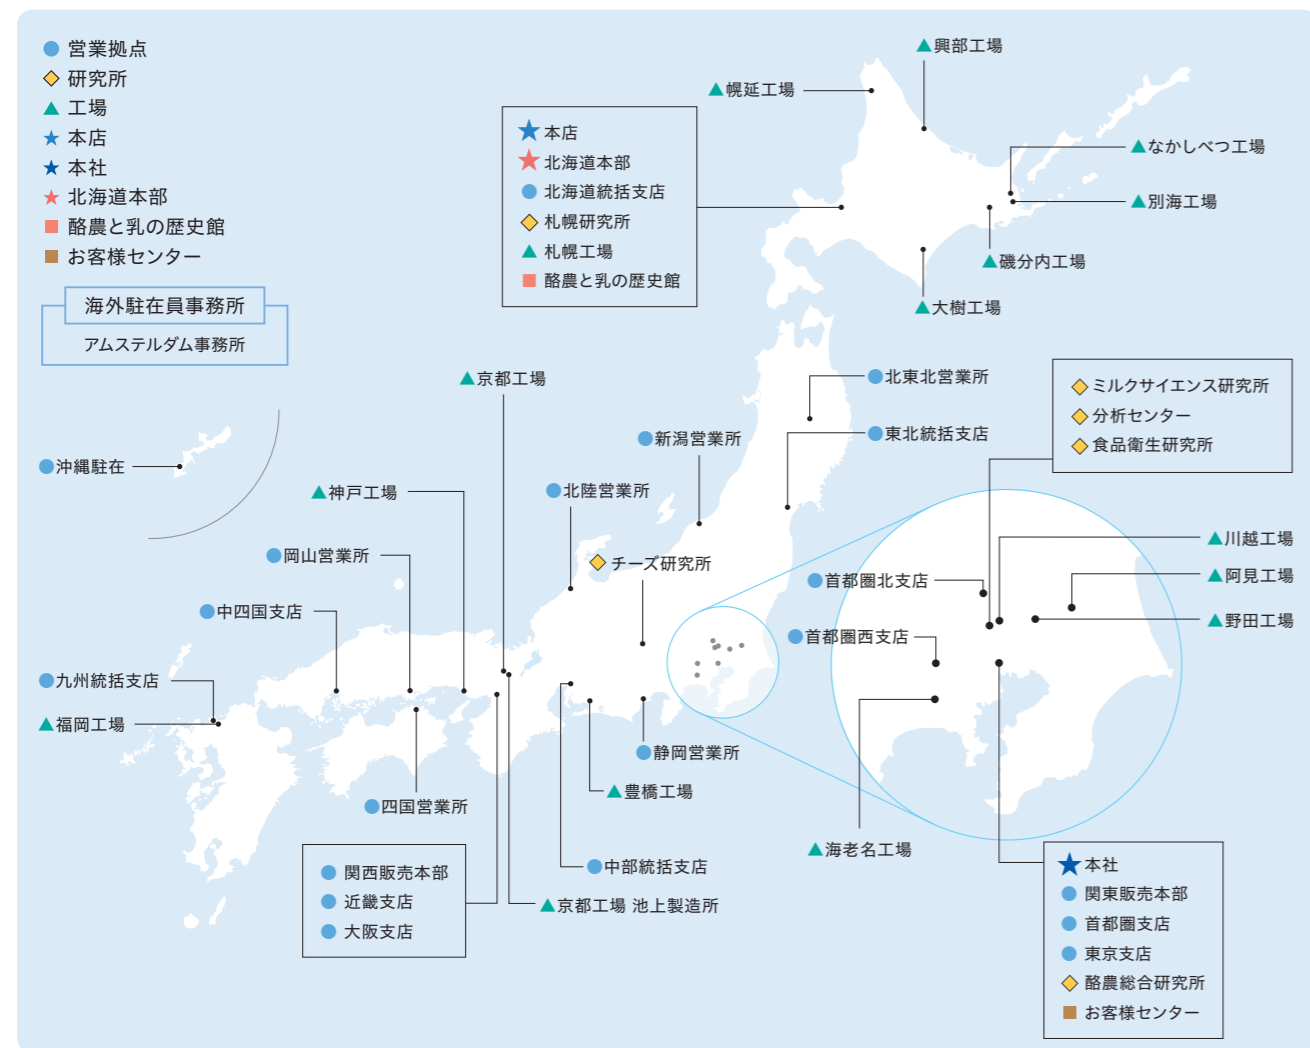 営業拠点
研究所
工場
本店
本社
北海道本部
酪農と乳の歴史館
お客様センター
海外駐在員事務所
アムステルダム事務所
本店
北海道本部
北海道統括支店
札幌研究所
札幌工場
酪農と乳の歴史館
幌延工場
興部工場
なかしべつ工場
別海工場
磯分内工場
大樹工場
北東北営業所
東北統括支店
新潟営業所
北陸営業所
チーズ研究所
京都工場
神戸工場
岡山営業所
中四国支店
九州統括支店
福岡工場
沖縄駐在
四国営業所
関西販売本部
近畿支店
大阪支店
京都工場 池上製造所
中部統括支店
豊橋工場
静岡営業所
ミルクサイエンス研究所
分析センター
食品衛生研究所
川越工場
阿見工場
野田工場
首都圏北支店
首都圏西支店
海老名工場
本社
関東販売本部
首都圏支店
東京支店
酪農総合研究所
お客様センター